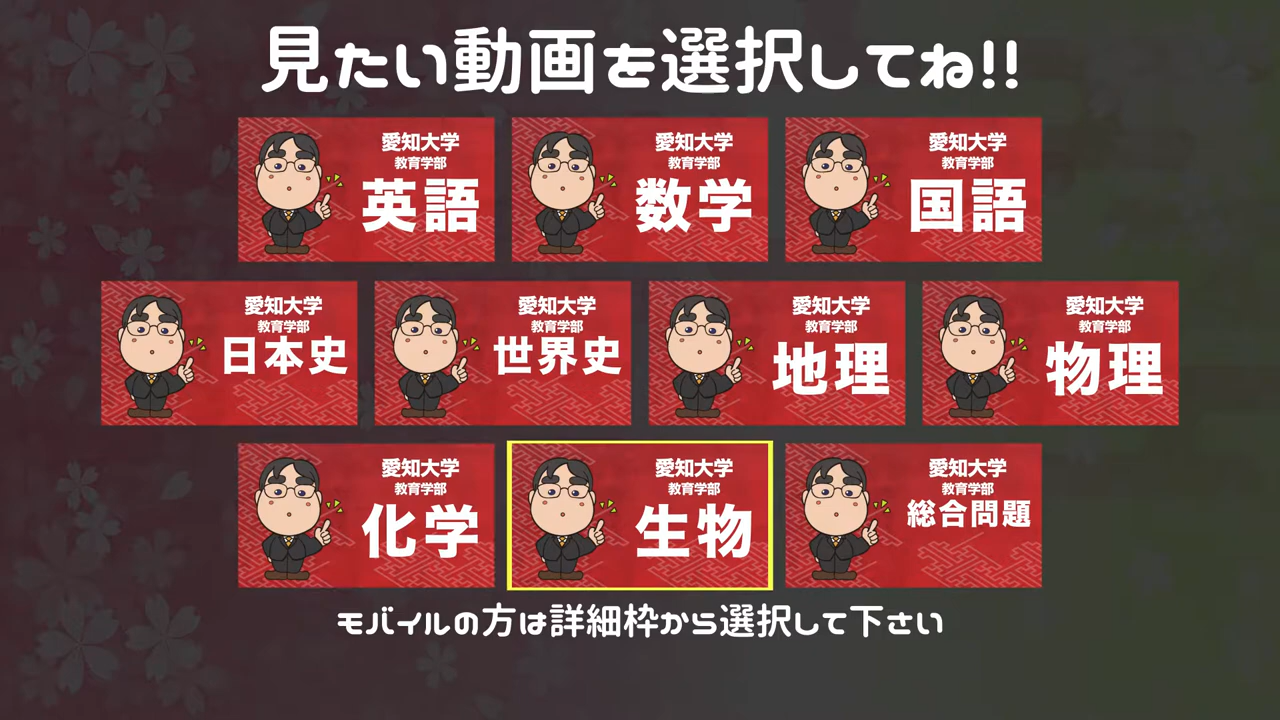 見たい動画を選択してね!!
愛知大学
教育学部
英語
愛知大学
教育学部
数学
愛知大学
教育学部
国語
愛知大学
教育学部
日本史
愛知大学
教育学部
世界史
愛知大学
教育学部
地理
愛知大学
教育学部
物理
愛知大学
教育学部
化学
愛知大学
教育学部
生物
愛知大学
教育学部
総合問題
モバイルの方は詳細枠から選択して下さい